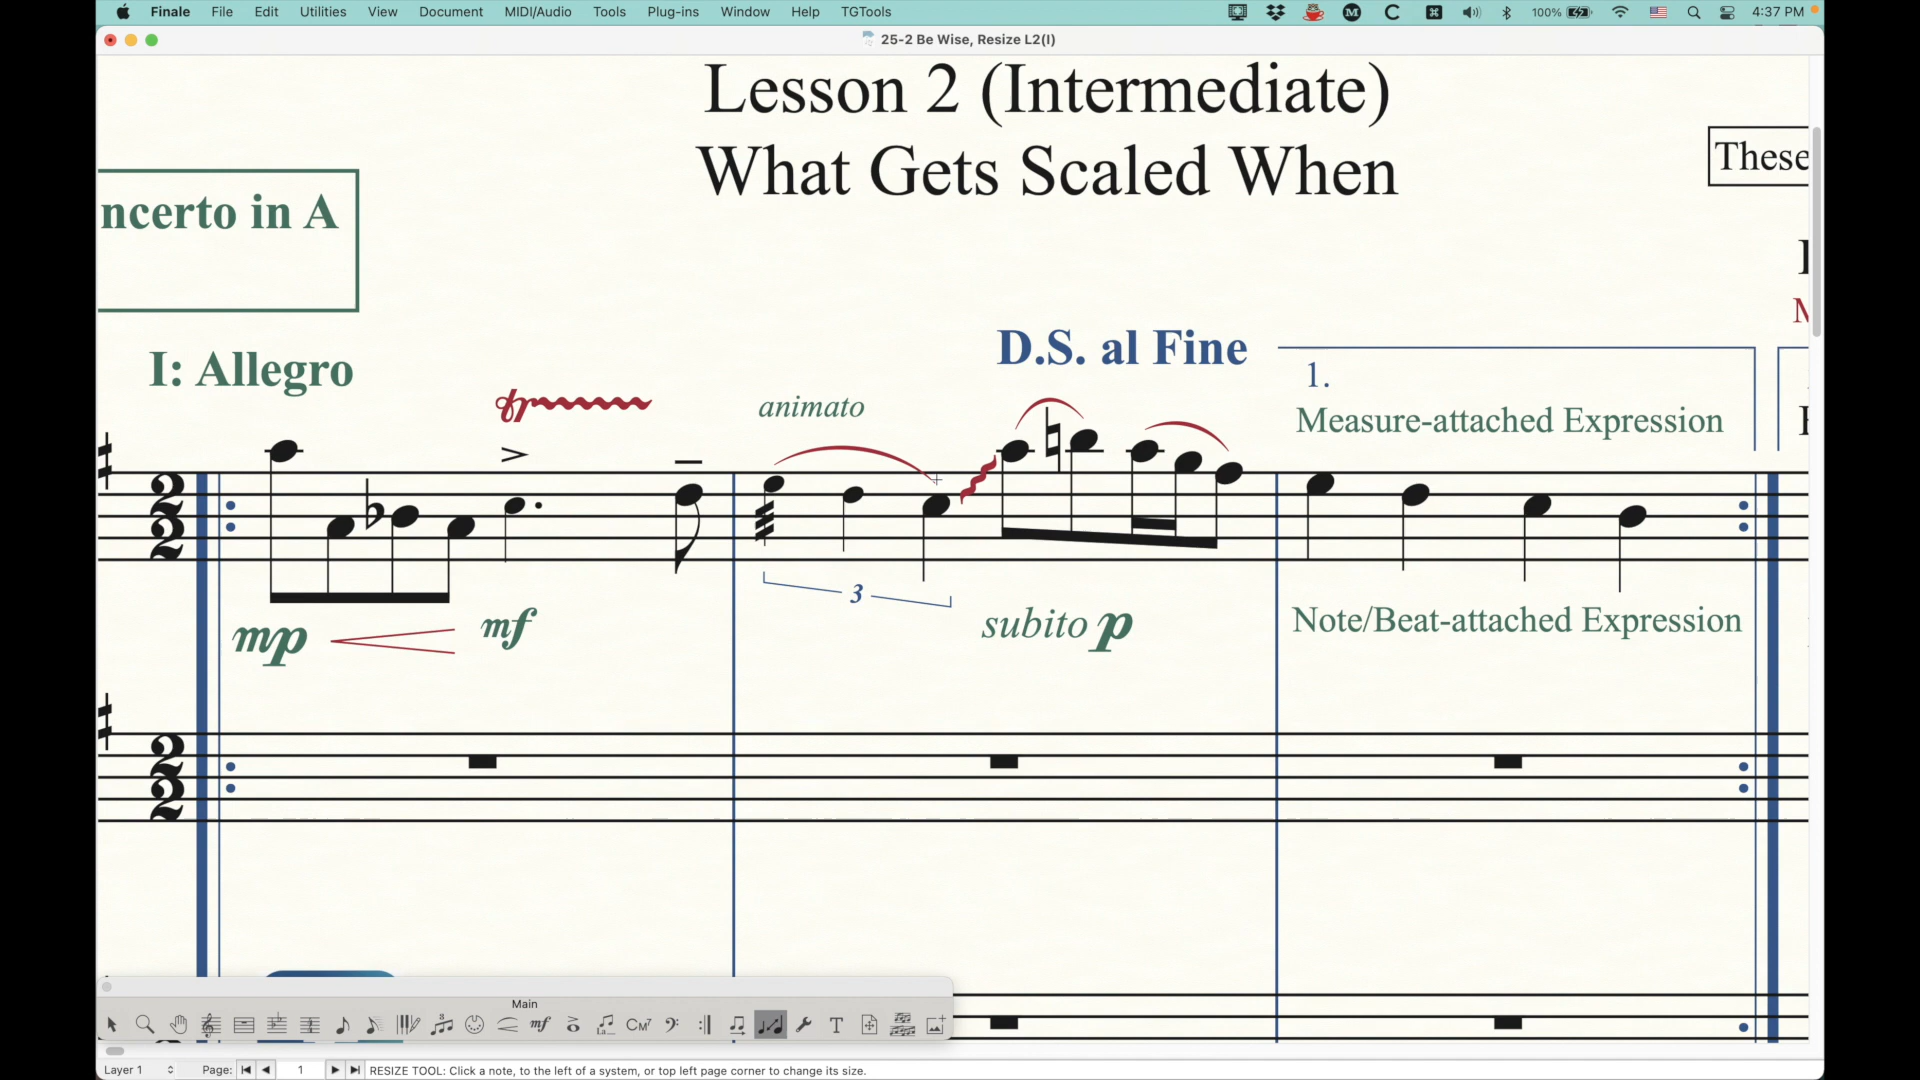 Finale File Edit Utilities View Document MIDI/Audio Tools Plug-ins Window Help TGTools 100% 4:37 PM
25-2 Be Wise, Resize L2(I)
Lesson 2 (Intermediate)
What Gets Scaled When
These
ncerto in A
D.S. al Fine
I: Allegro
1.
animato
Measure-attached Expression
3
mp mf
subito p
Note/Beat-attached Expression
Main
mf
CM7
T
Layer 1 Page: 1 RESIZE TOOL: Click a note, to the left of a system, or top left page corner to change its size.